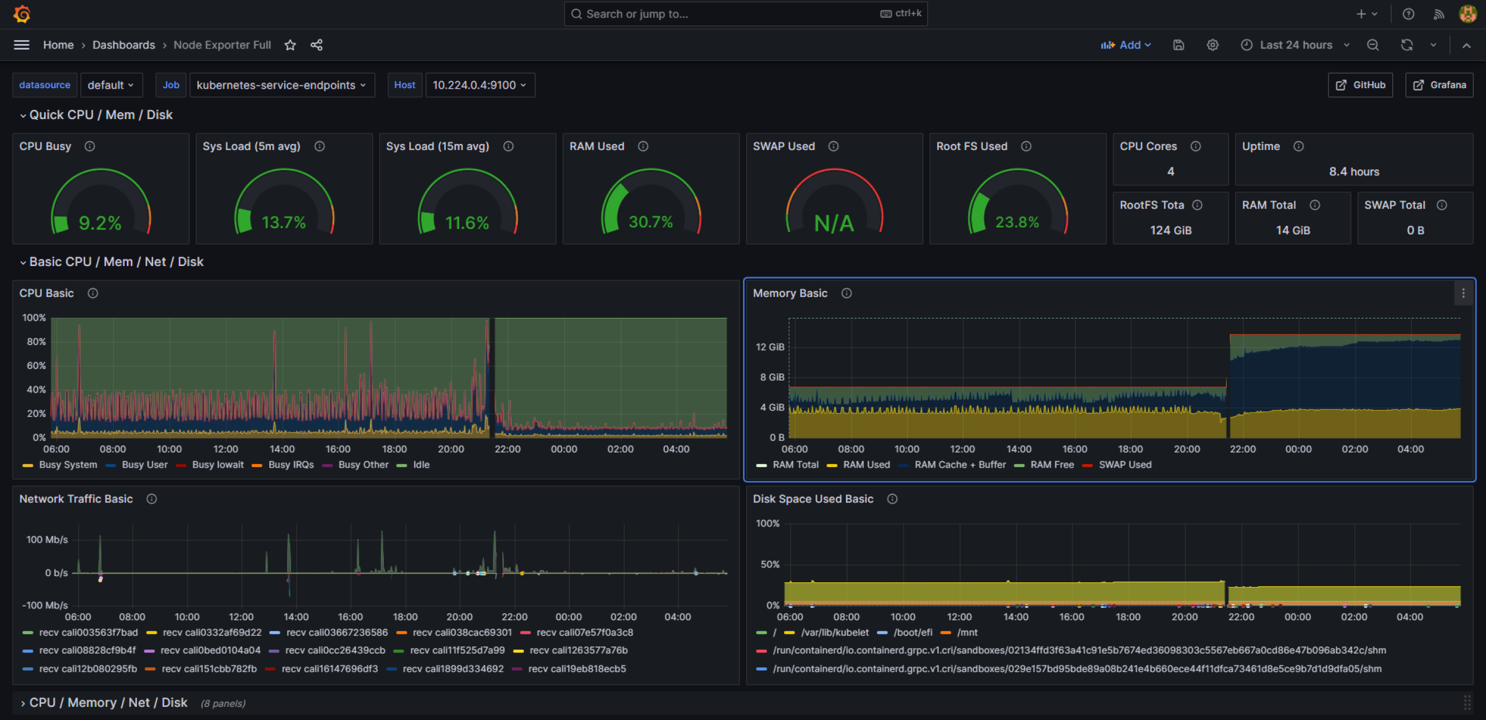 Search or jump to... ctrl+k
Home › Dashboards › Node Exporter Full
Add Last 24 hours
datasource default Job kubernetes-service-endpoints Host 10.224.0.4:9100 GitHub Grafana
Quick CPU / Mem / Disk
CPU Busy
9.2%
Sys Load (5m avg)
13.7%
Sys Load (15m avg)
11.6%
RAM Used
30.7%
SWAP Used
N/A
Root FS Used
23.8%
CPU Cores
4
Uptime
8.4 hours
RootFS Tota
124 GiB
RAM Total
14 GiB
SWAP Total
0 B
Basic CPU / Mem / Net / Disk
CPU Basic
100%
80%
60%
40%
20%
0%
06:00 08:00 10:00 12:00 14:00 16:00 18:00 20:00 22:00 00:00 02:00 04:00
Busy System Busy User Busy Iowait Busy IRQs Busy Other Idle
Memory Basic
12 GiB
8 GiB
4 GiB
0 B
06:00 08:00 10:00 12:00 14:00 16:00 18:00 20:00 22:00 00:00 02:00 04:00
RAM Total RAM Used RAM Cache + Buffer RAM Free SWAP Used
Network Traffic Basic
100 Mb/s
0 b/s
-100 Mb/s
06:00 08:00 10:00 12:00 14:00 16:00 18:00 20:00 22:00 00:00 02:00 04:00
recv cali003563f7bad recv cali0332af69d22 recv cali03667236586 recv cali038cac69301 recv cali07e57f0a3c8
recv cali08828cf9b4f recv cali0bed0104a04 recv cali0cc26439ccb recv cali11f525d7a99 recv cali1263577a76b
recv cali12b080295fb recv cali151cbb782fb recv cali16147696df3 recv cali1899d334692 recv cali19eb818ecb5
Disk Space Used Basic
100%
50%
0%
06:00 08:00 10:00 12:00 14:00 16:00 18:00 20:00 22:00 00:00 02:00 04:00
/ /var/lib/kubelet /boot/efi /mnt
/run/containerd/io.containerd.grpc.v1.cri/sandboxes/02134ffd3f63a41c91e5b7674ed36098303c5567eb667a0cd86e47b096ab342c/shm
/run/containerd/io.containerd.grpc.v1.cri/sandboxes/029e157bd95bde89a08b241e4b660ece44f11dfca73461d8e5ce9b7d1d9dfa05/shm
CPU / Memory / Net / Disk (8 panels)